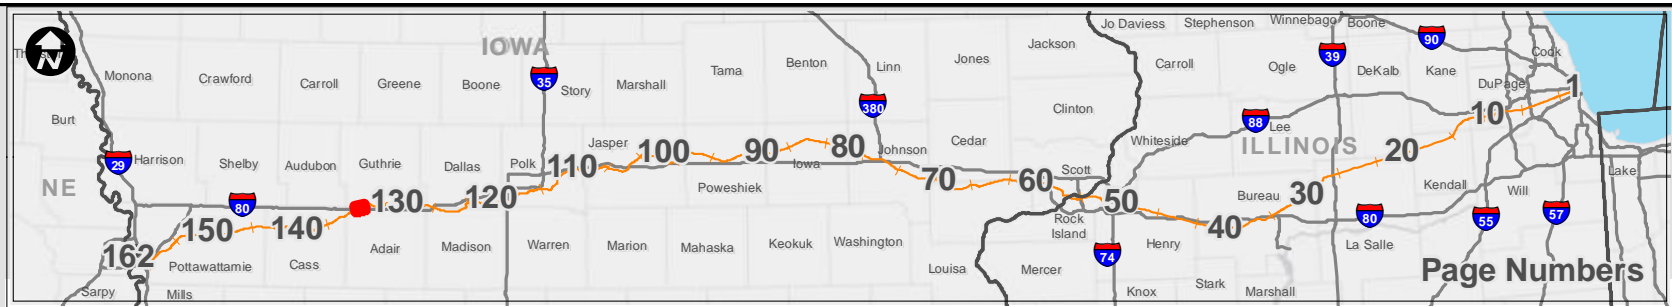 Jo Daviess
Stephenson
Winnebago
Boone
90
IOWA
Jackson
39
Cock
N
Monona
Crawford
Carroll
Greene
Boone
35
Story
Marshall
Tama
Benton
Linn
Jones
Carroll
Ogle
DeKalb
Kane
DuPage
1
380
Clinton
10
Burt
88
Lee
29
Harrison
Shelby
Audubon
Guthrie
Dallas
Polk
110
Jasper
100
90
Iowa
80
Johnson
Cedar
Whiteside
ILLINOIS
20
NE
80
130
120
Poweshiek
70
60
Scott
50
Bureau
30
Kendall
Will
Lake
162
150
140
Adair
Madison
Warren
Marion
Mahaska
Keokuk
Washington
Rock
Island
Henry
40
80
La Salle
55
57
Pottawattamie
Cass
Louisa
Mercer
74
Stark
Page Numbers
Sarpy
Mills
Knox
Marshall